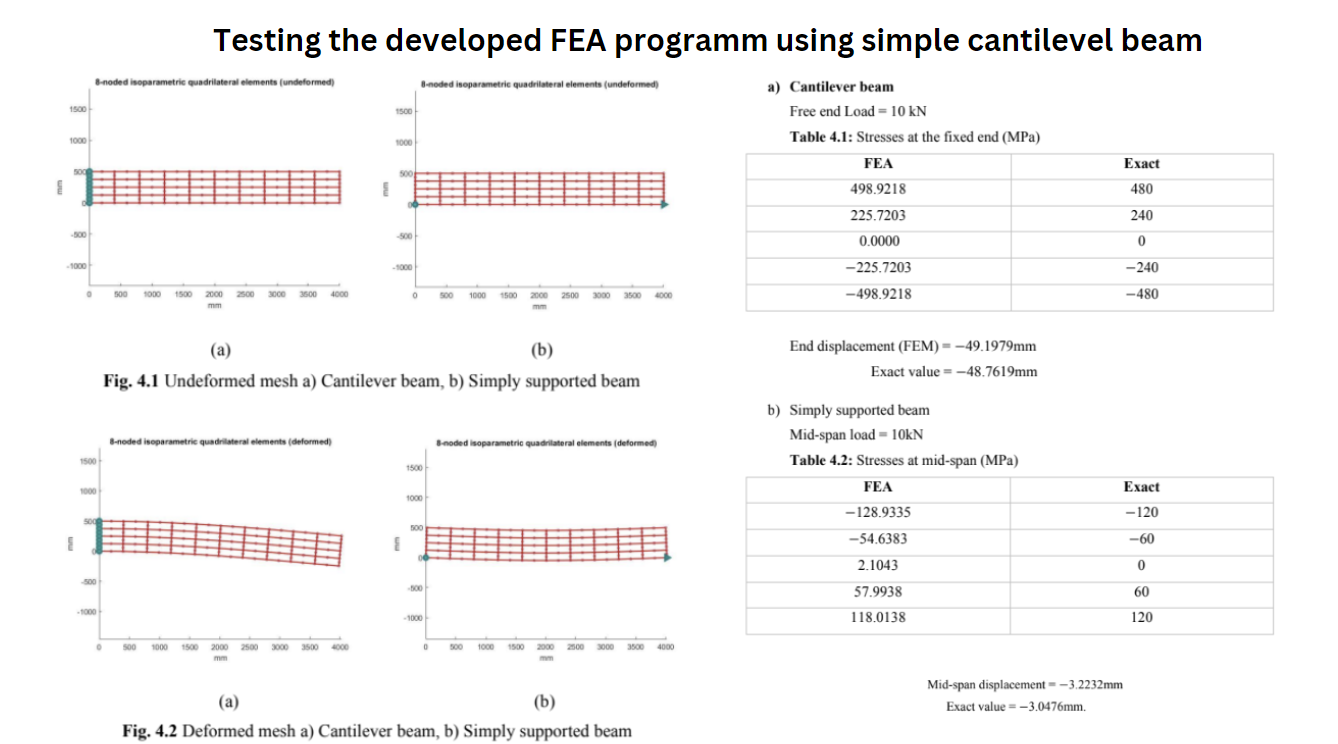 Testing the developed FEA programm using simple cantilevel beam
8-noded isoparametric quadrilateral elements (undeformed)
1500
1000
500
0
-500
-1000
mm
0 500 1000 1500 2000 2500 3000 3500 4000
mm
(a)
8-noded isoparametric quadrilateral elements (undeformed)
1500
1000
500
0
-500
-1000
mm
0 500 1000 1500 2000 2500 3000 3500 4000
mm
(b)
Fig. 4.1 Undeformed mesh a) Cantilever beam, b) Simply supported beam
8-noded isoparametric quadrilateral elements (deformed)
1500
1000
500
0
-500
-1000
mm
0 500 1000 1500 2000 2500 3000 3500 4000
mm
(a)
8-noded isoparametric quadrilateral elements (deformed)
1500
1000
500
0
-500
-1000
mm
0 500 1000 1500 2000 2500 3000 3500 4000
mm
(b)
Fig. 4.2 Deformed mesh a) Cantilever beam, b) Simply supported beam
a) Cantilever beam
Free end Load = 10 kN
Table 4.1: Stresses at the fixed end (MPa)
FEA Exact
498.9218 480
225.7203 240
0.0000 0
−225.7203 −240
−498.9218 −480
End displacement (FEM) = −49.1979mm
Exact value = −48.7619mm
b) Simply supported beam
Mid-span load = 10kN
Table 4.2: Stresses at mid-span (MPa)
FEA Exact
−128.9335 −120
−54.6383 −60
2.1043 0
57.9938 60
118.0138 120
Mid-span displacement = −3.2232mm
Exact value = −3.0476mm.